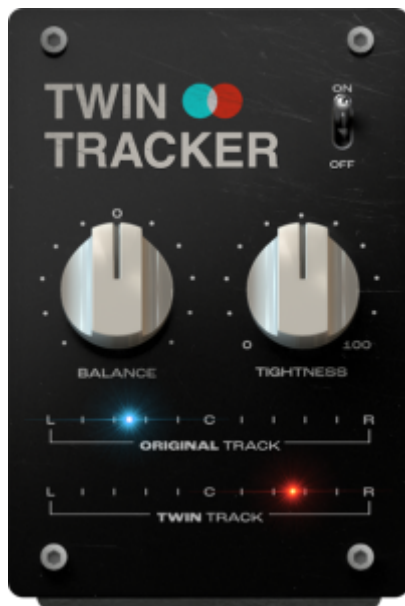 TWIN
TRACKER
ON
OFF
0
BALANCE
0 100
TIGHTNESS
L C R
ORIGINAL TRACK
L C R
TWIN TRACK